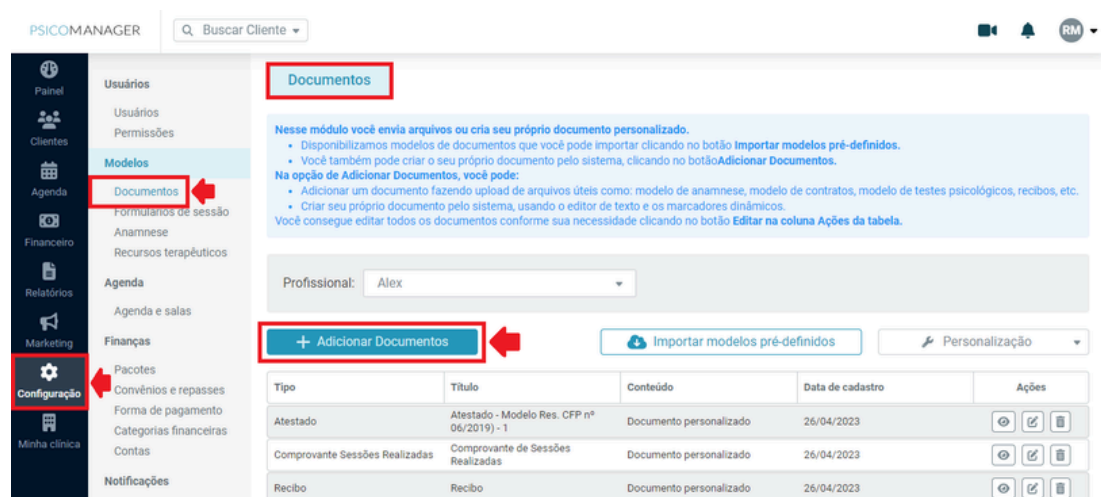 PSICOMANAGER
Buscar Cliente
RM
Painel
Clientes
Agenda
Financeiro
Relatórios
Marketing
Configuração
Minha clínica
Usuários
Usuários
Permissões
Modelos
Documentos
Formulários de sessão
Anamnese
Recursos terapêuticos
Agenda
Agenda e salas
Finanças
Pacotes
Convênios e repasses
Forma de pagamento
Categorias financeiras
Contas
Notificações
Documentos
Nesse módulo você envia arquivos ou cria seu próprio documento personalizado.
• Disponibilizamos modelos de documentos que você pode importar clicando no botão Importar modelos pré-definidos.
• Você também pode criar o seu próprio documento pelo sistema, clicando no botãoAdicionar Documentos.
Na opção de Adicionar Documentos, você pode:
• Adicionar um documento fazendo upload de arquivos úteis como: modelo de anamnese, modelo de contratos, modelo de testes psicológicos, recibos, etc.
• Criar seu próprio documento pelo sistema, usando o editor de texto e os marcadores dinâmicos.
Você consegue editar todos os documentos conforme sua necessidade clicando no botão Editar na coluna Ações da tabela.
Profissional: Alex
+ Adicionar Documentos
Importar modelos pré-definidos
Personalização
Tipo Título Conteúdo Data de cadastro Ações
Atestado Atestado - Modelo Res. CFP nº 06/2019) - 1 Documento personalizado 26/04/2023
Comprovante Sessões Realizadas Comprovante de Sessões Realizadas Documento personalizado 26/04/2023
Recibo Recibo Documento personalizado 26/04/2023